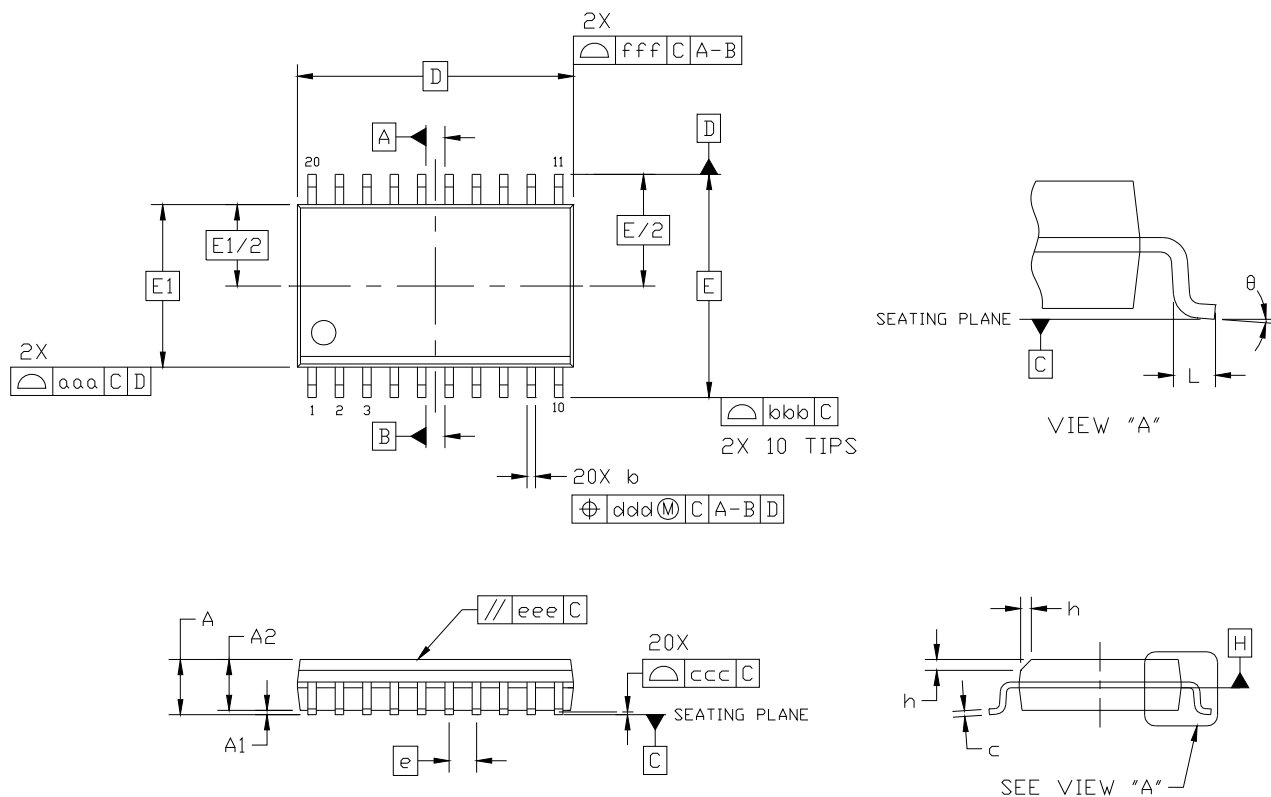 2X
⌓ fff C A-B
D
A
D
20 11
E1/2
E/2
E1
E
2X
⌓ aaa C D
1 2 3 10
B
⌓ bbb C
2X 10 TIPS
20X b
⌖ ddd Ⓜ C A-B D
θ
SEATING PLANE
C
L
VIEW "A"
// eee C
A
A2
20X
⌓ ccc C
SEATING PLANE
A1
e
C
h
H
h
c
SEE VIEW "A"